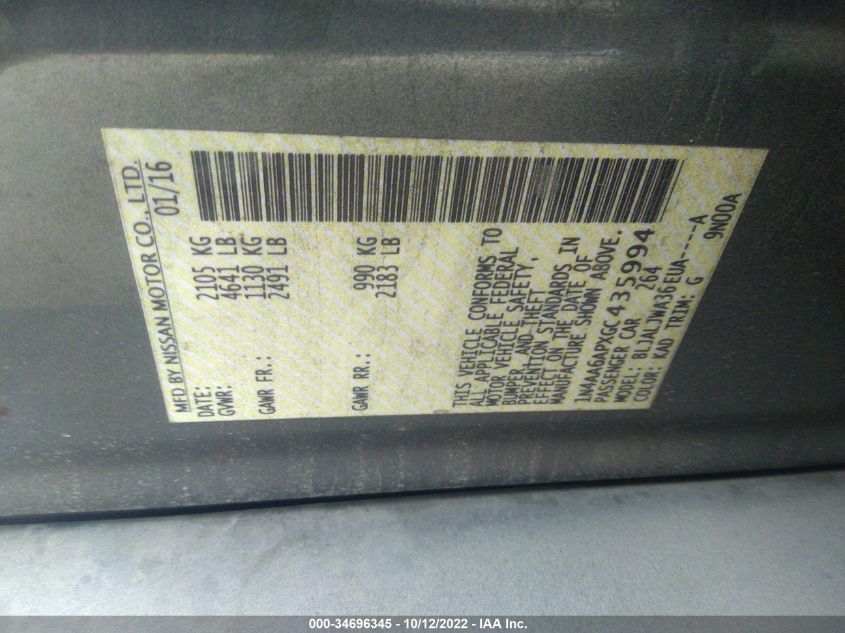 MFD BY NISSAN MOTOR CO., LTD.
DATE: 01/16
GVWR: 2105 KG
4641 LB
GAWR FR.: 1130 KG
2491 LB
GAWR RR.: 990 KG
2183 LB
THIS VEHICLE CONFORMS TO
ALL APPLICABLE FEDERAL
MOTOR VEHICLE SAFETY,
BUMPER, AND THEFT
PREVENTION STANDARDS IN
EFFECT ON THE DATE OF
MANUFACTURE SHOWN ABOVE.
1N4AA6APXGC435994
PASSENGER CAR 264
MODEL: BLJALJWA36EUA-----A
COLOR: KAD TRIM: G 9N00A
000-34696345 - 10/12/2022 - IAA Inc.